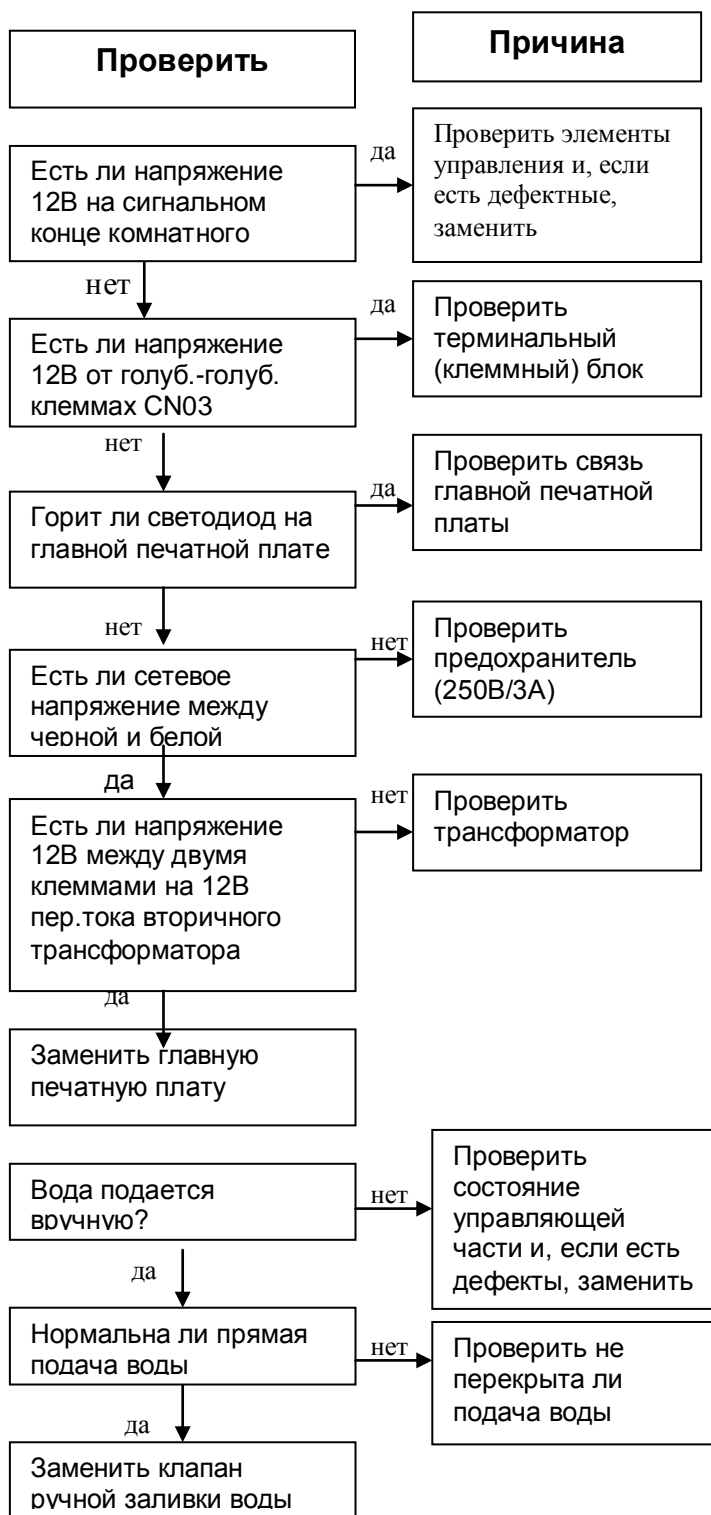 Проверить
Причина
Есть ли напряжение
12В на сигнальном
конце комнатного
да
Проверить элементы
управления и, если
есть дефектные,
заменить
нет
Есть ли напряжение
12В от голуб.-голуб.
клеммах CN03
да
Проверить
терминальный
(клеммный) блок
нет
Горит ли светодиод на
главной печатной плате
да
Проверить связь
главной печатной
платы
нет
Есть ли сетевое
напряжение между
черной и белой
нет
Проверить
предохранитель
(250В/3А)
да
Есть ли напряжение
12В между двумя
клеммами на 12В
пер.тока вторичного
трансформатора
нет
Проверить
трансформатор
да
Заменить главную
печатную плату
Вода подается
вручную?
нет
Проверить
состояние
управляющей
части и, если есть
дефекты, заменить
да
Нормальна ли прямая
подача воды
нет
Проверить не
перекрыта ли
подача воды
да
Заменить клапан
ручной заливки воды